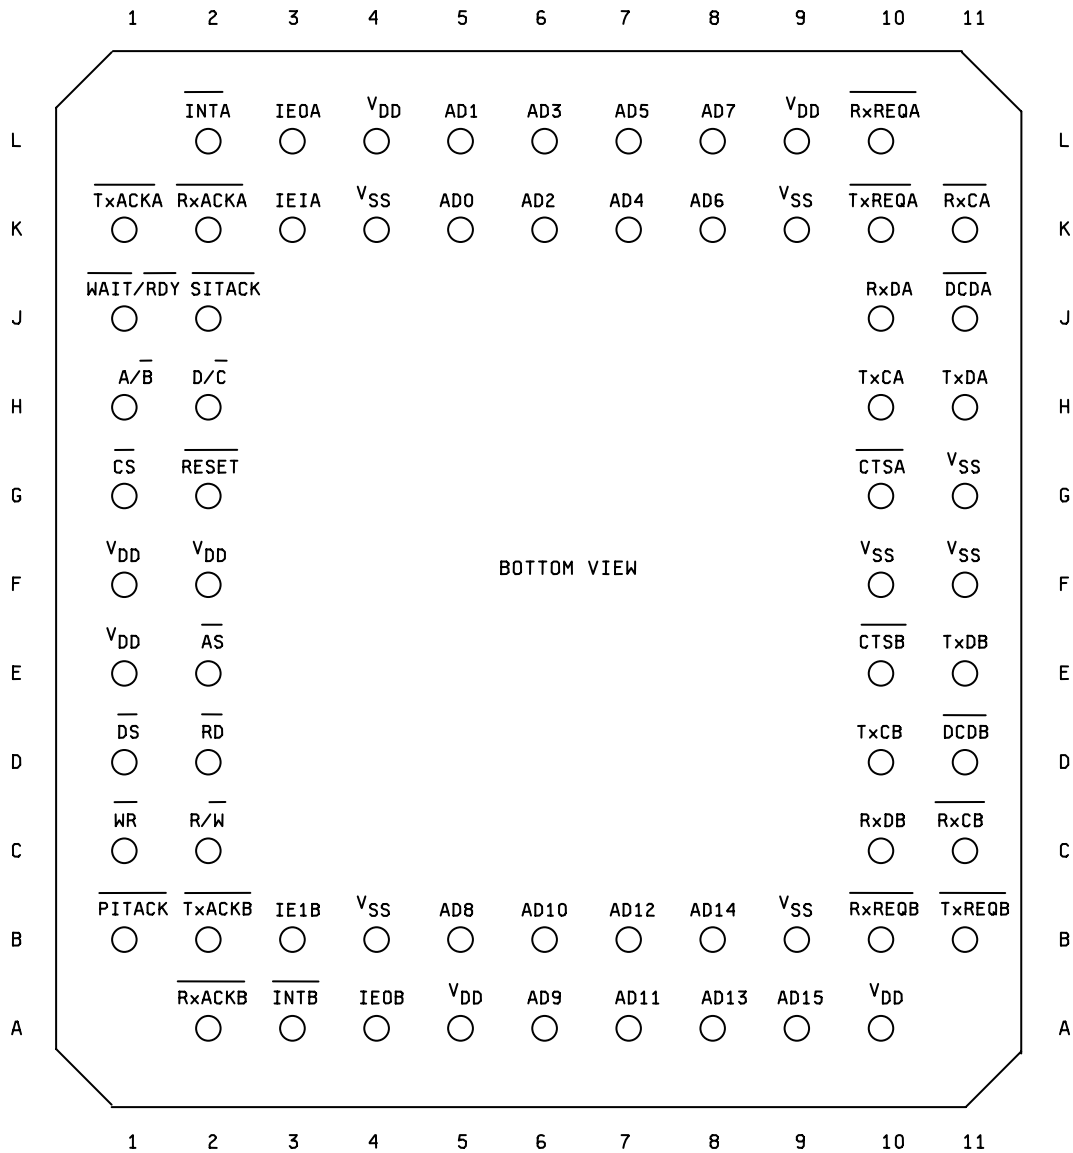 1 2 3 4 5 6 7 8 9 10 11
INTA IEOA VDD AD1 AD3 AD5 AD7 VDD RxREQA
L L
TxACKA RxACKA IEIA VSS AD0 AD2 AD4 AD6 VSS TxREQA RxCA
K K
WAIT/RDY SITACK RxDA DCDA
J J
A/B D/C TxCA TxDA
H H
CS RESET CTSA VSS
G G
VDD VDD VSS VSS
BOTTOM VIEW
F F
VDD AS CTSB TxDB
E E
DS RD TxCB DCDB
D D
WR R/W RxDB RxCB
C C
PITACK TxACKB IE1B VSS AD8 AD10 AD12 AD14 VSS RxREQB TxREQB
B B
RxACKB INTB IEOB VDD AD9 AD11 AD13 AD15 VDD
A A
1 2 3 4 5 6 7 8 9 10 11